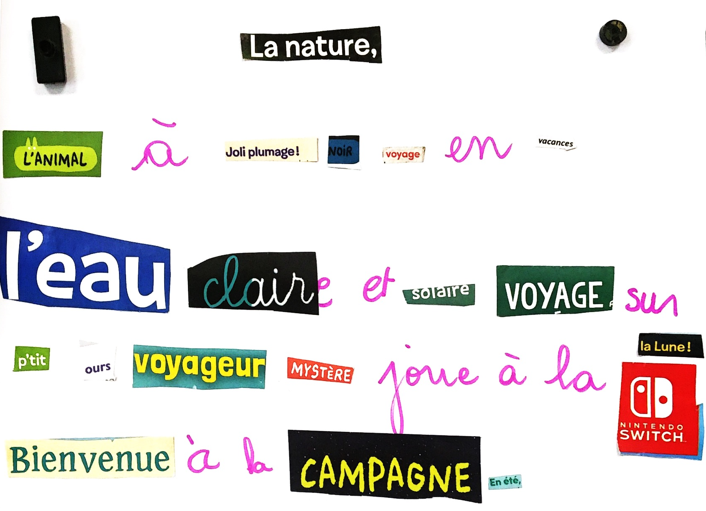 La nature,
L'ANIMAL à Joli plumage! NOIR voyage en vacances
l'eau claire et solaire VOYAGE sur
la Lune!
p'tit ours voyageur MYSTÈRE joue à la NINTENDO SWITCH
Bienvenue à la CAMPAGNE En été,